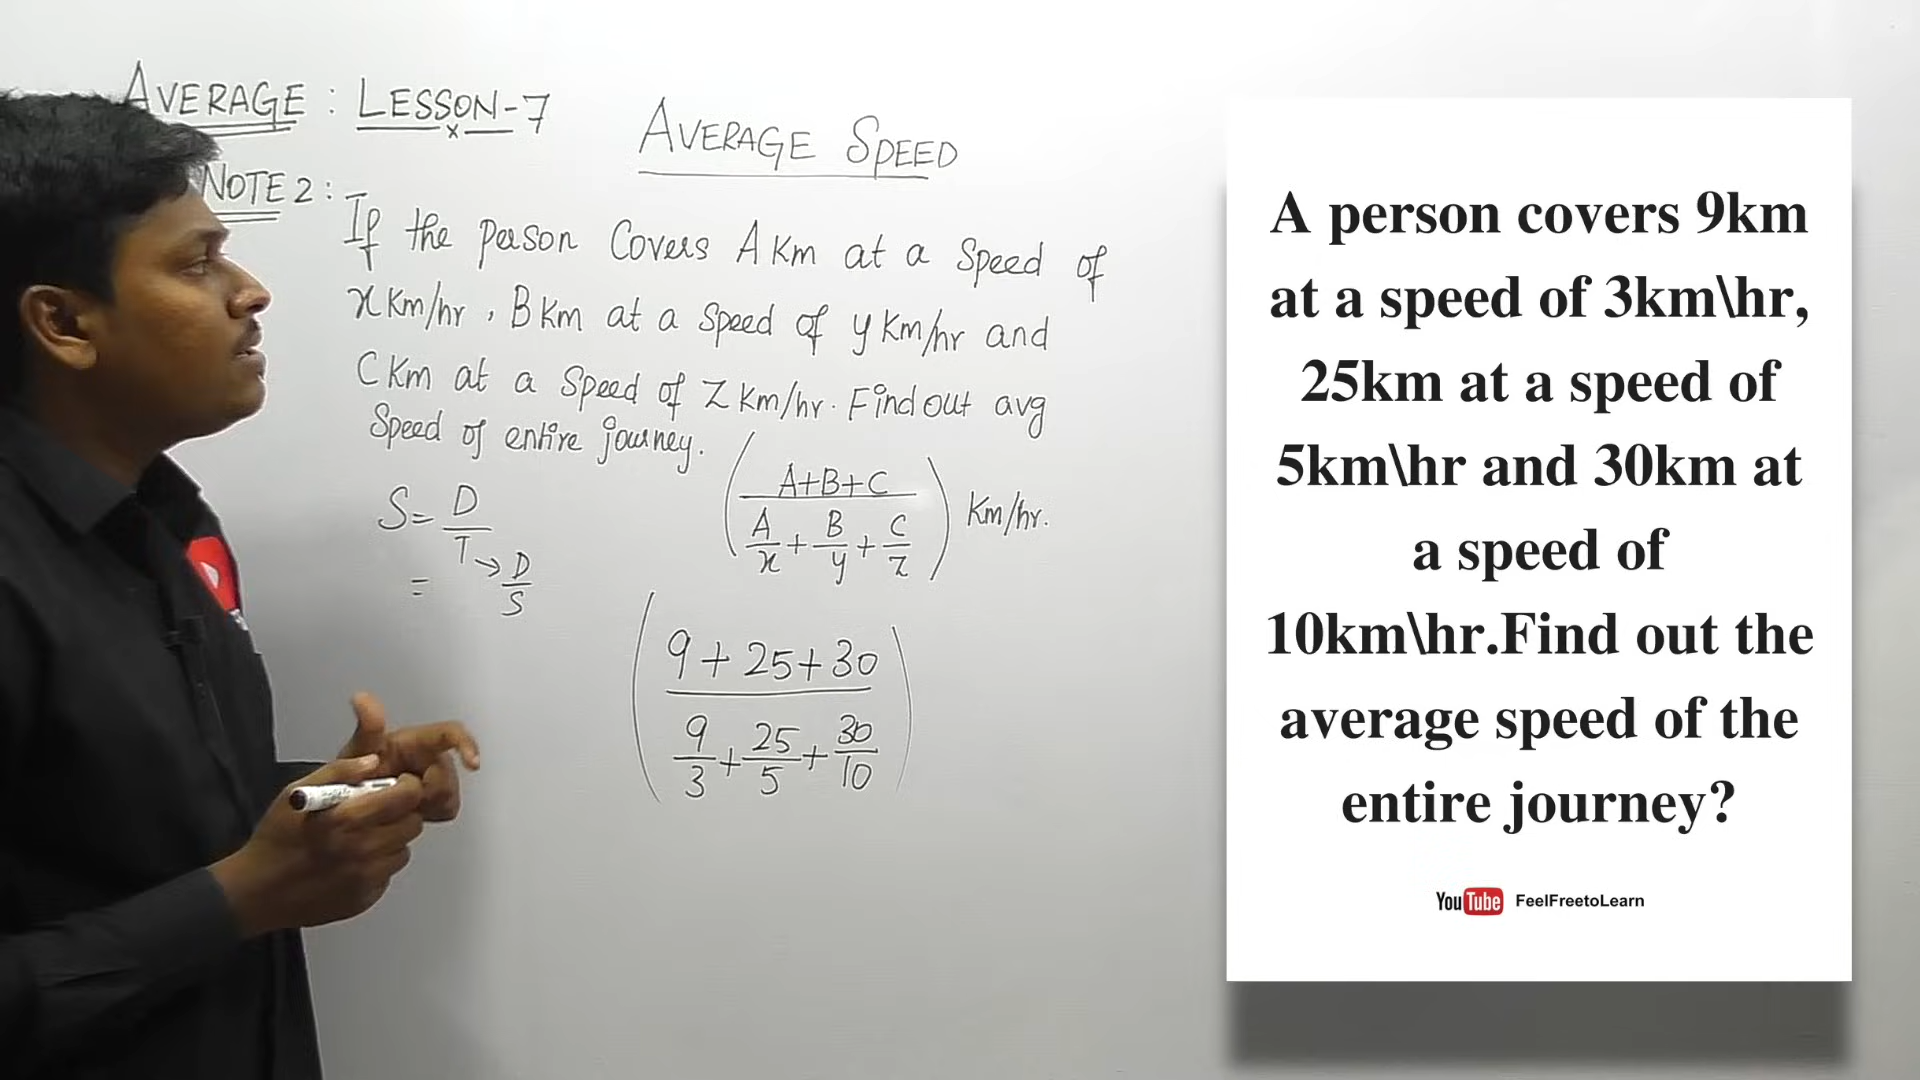 AVERAGE : LESSON-7
AVERAGE SPEED
NOTE 2 :
If the person Covers A Km at a Speed of
x Km/hr, B Km at a Speed of y Km/hr and
C Km at a Speed of Z Km/hr. Find out avg
Speed of entire journey.
S = D/T → D/S
=
( (A+B+C) / (A/x + B/y + C/z) ) Km/hr.
( (9 + 25 + 30) / (9/3 + 25/5 + 30/10) )
A person covers 9km
at a speed of 3km\hr,
25km at a speed of
5km\hr and 30km at
a speed of
10km\hr.Find out the
average speed of the
entire journey?
YouTube FeelFreetoLearn